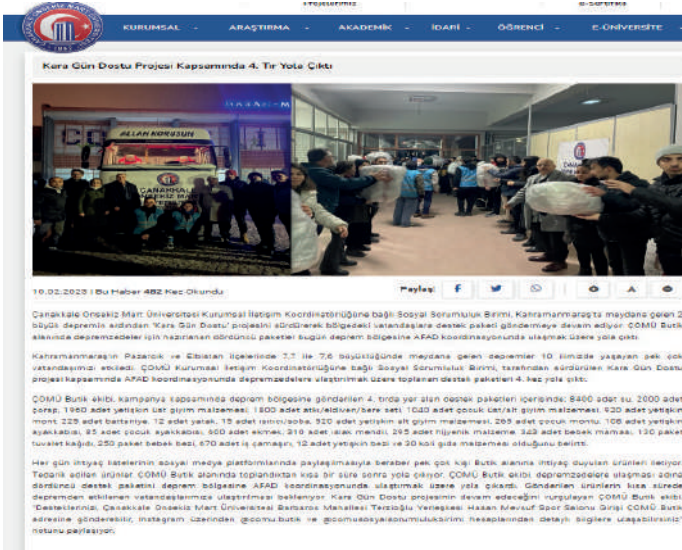 Projelerimiz
E-Sertifika
KURUMSAL
ARAŞTIRMA
AKADEMİK
İDARİ
ÖĞRENCİ
E-ÜNİVERSİTE
Kara Gün Dostu Projesi Kapsamında 4. Tır Yola Çıktı
ALLAH KORUSUN
ÇANAKKALE
ONSEKİZ MART
10.02.2023 | Bu Haber 482 Kez Okundu
Paylaş:
A
Çanakkale Onsekiz Mart Üniversitesi Kurumsal İletişim Koordinatörlüğüne bağlı Sosyal Sorumluluk Birimi, Kahramanmaraş'ta meydana gelen 2
büyük depremin ardından 'Kara Gün Dostu' projesini sürdürerek bölgedeki vatandaşlara destek paketi göndermeye devam ediyor. ÇOMÜ Butik
alanında depremzedeler için hazırlanan dördüncü paketler bugün deprem bölgesine AFAD koordinasyonunda ulaşmak üzere yola çıktı.
Kahramanmaraş'ın Pazarcık ve Elbistan ilçelerinde 7,7 ile 7,6 büyüklüğünde meydana gelen depremler 10 ilimizde yaşayan pek çok
vatandaşımızı etkiledi. ÇOMÜ Kurumsal İletişim Koordinatörlüğüne bağlı Sosyal Sorumluluk Birimi, tarafından sürdürülen Kara Gün Dostu
projesi kapsamında AFAD koordinasyonunda depremzedelere ulaştırılmak üzere toplanan destek paketleri 4. kez yola çıktı.
ÇOMÜ Butik ekibi, kampanya kapsamında deprem bölgesine gönderilen 4. tırda yer alan destek paketleri içerisinde; 8400 adet su, 2000 adet
çorap, 1960 adet yetişkin üst giyim malzemesi, 1800 adet atkı/eldiven/bere seti, 1040 adet çocuk üst/alt giyim malzemesi, 920 adet yetişkin
mont, 225 adet battaniye, 12 adet yatak, 15 adet ısıtıcı/soba, 520 adet yetişkin alt giyim malzemesi, 265 adet çocuk montu, 105 adet yetişkin
ayakkabısı, 85 adet çocuk ayakkabısı, 600 adet ekmek, 310 adet ıslak mendil, 295 adet hijyenik malzeme, 343 adet bebek maması, 130 paket
tuvalet kağıdı, 250 paket bebek bezi, 670 adet iç çamaşırı, 12 adet yetişkin bezi ve 30 koli gıda malzemesi olduğunu belirtti.
Her gün ihtiyaç listelerinin sosyal medya platformlarında paylaşılmasıyla beraber pek çok kişi Butik alanına ihtiyaç duyulan ürünleri iletiyor.
Tedarik edilen ürünler ÇOMÜ Butik alanında toplandıktan kısa bir süre sonra yola çıkıyor. ÇOMÜ Butik ekibi depremzedelere ulaşması adına
dördüncü destek paketini deprem bölgesine AFAD koordinasyonunda ulaştırmak üzere yola çıkardı. Gönderilen ürünlerin kısa sürede
depremden etkilenen vatandaşlarımıza ulaştırılması bekleniyor. Kara Gün Dostu projesinin devam edeceğini vurgulayan ÇOMÜ Butik ekibi,
"Desteklerinizi, Çanakkale Onsekiz Mart Üniversitesi Barbaros Mahallesi Terzioğlu Yerleşkesi Hasan Mevsuf Spor Salonu Girişi ÇOMÜ Butik
adresine gönderebilir, Instagram üzerinden @comu.butik ve @comusosyalsorumlulukbirimi hesaplarından detaylı bilgilere ulaşabilirsiniz"
notunu paylaşıyor.